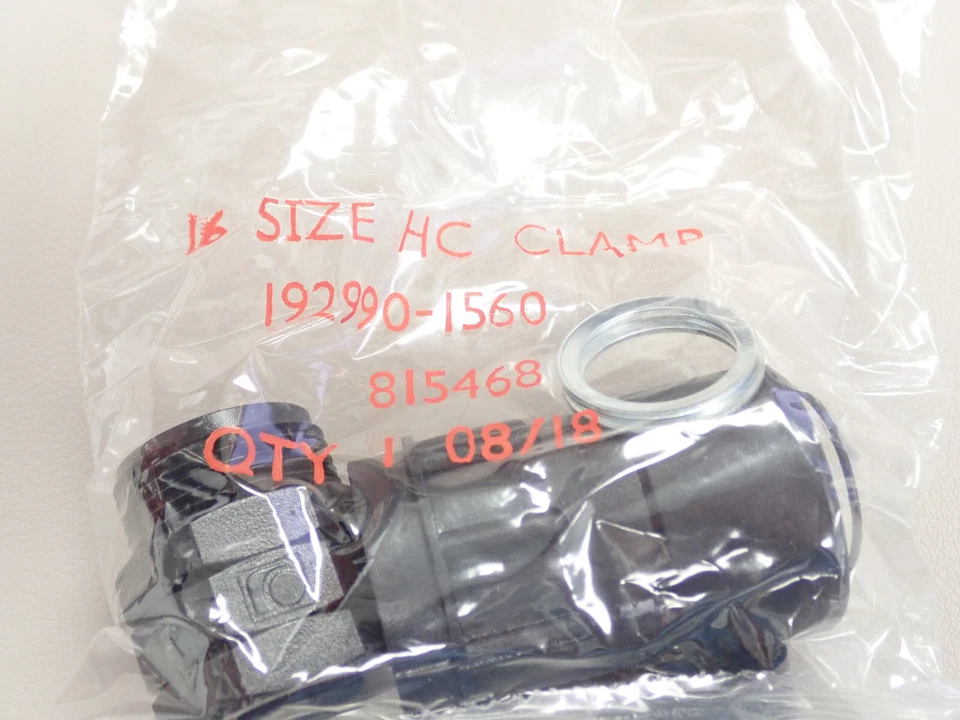 16 SIZE HC CLAMP
192990-1560
815468
QTY 1 08/18